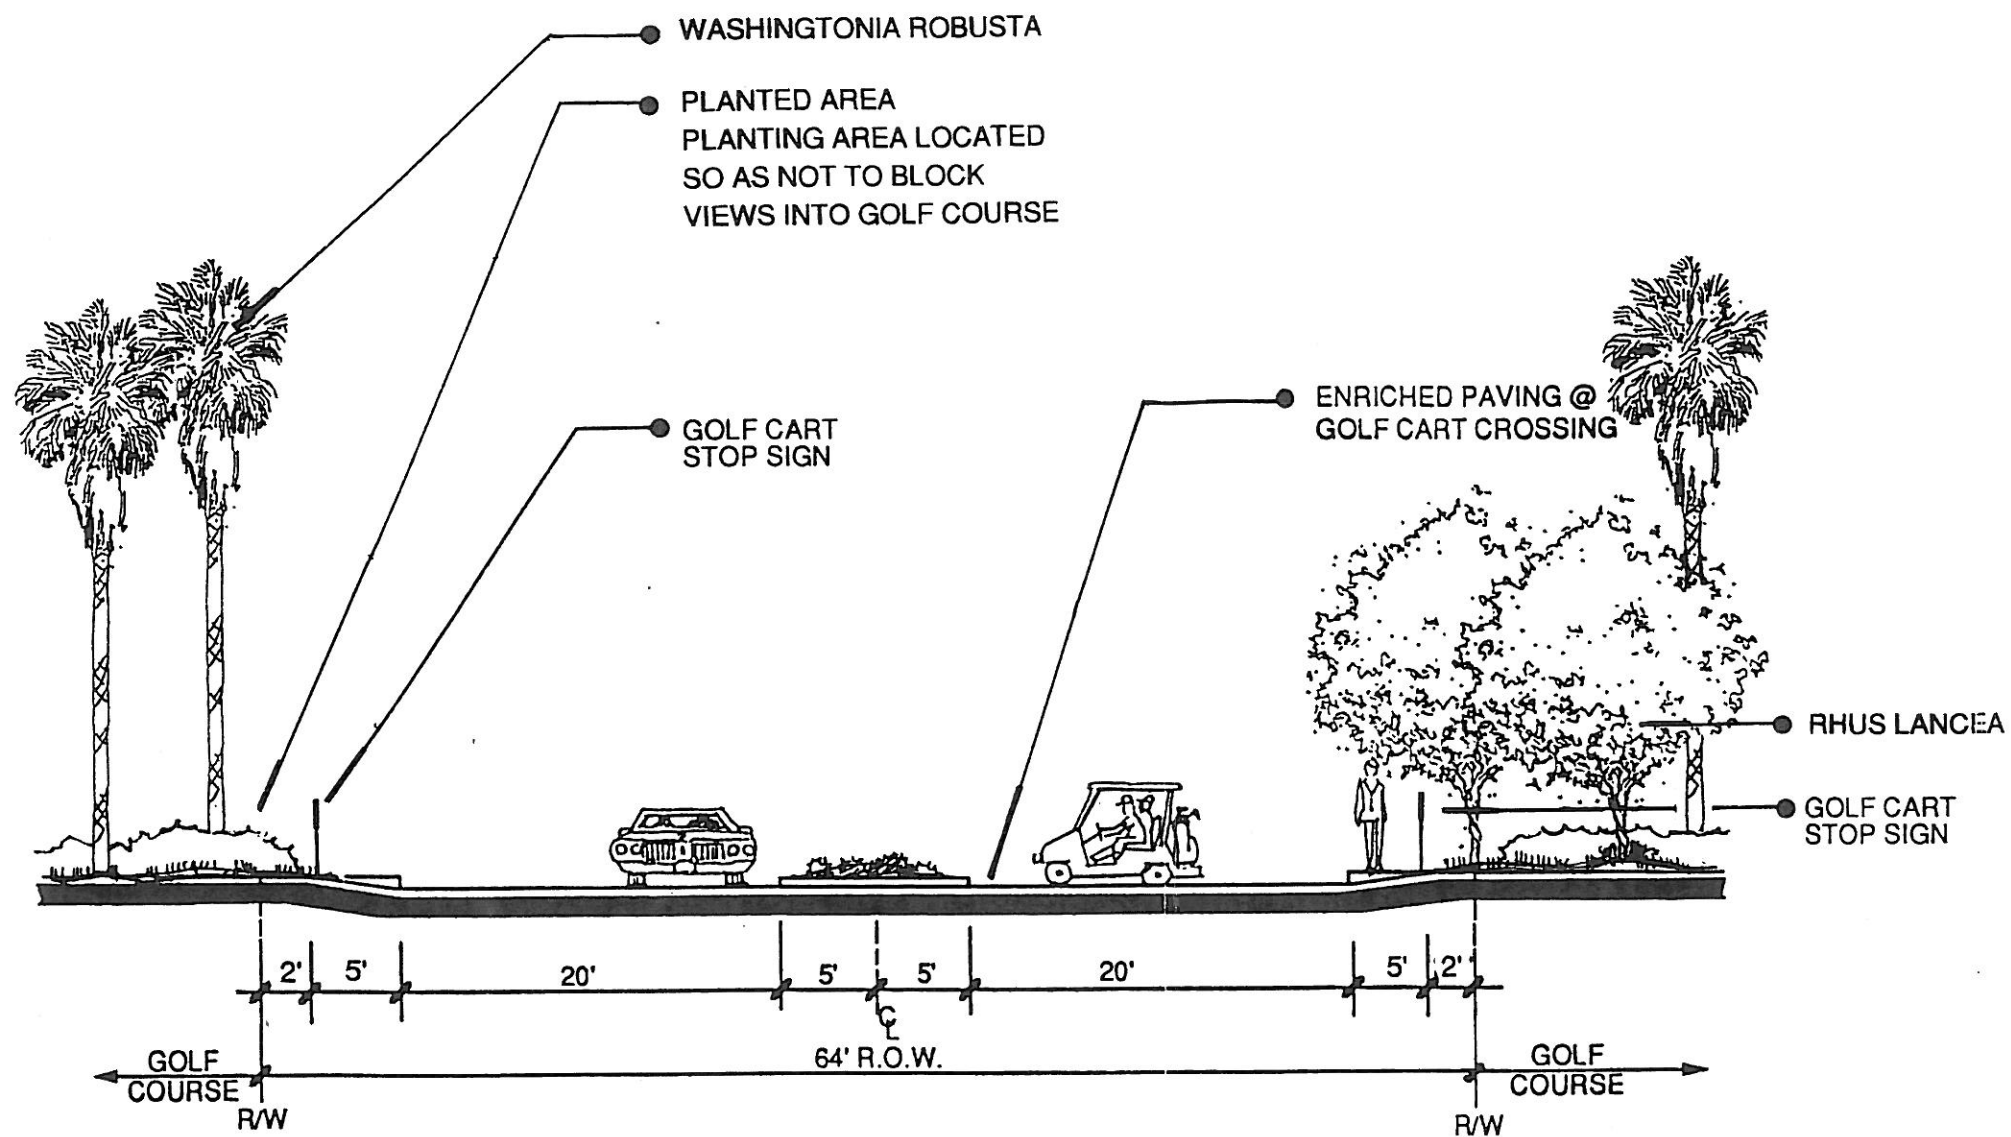 WASHINGTONIA ROBUSTA
PLANTED AREA
PLANTING AREA LOCATED
SO AS NOT TO BLOCK
VIEWS INTO GOLF COURSE
GOLF CART
STOP SIGN
ENRICHED PAVING @
GOLF CART CROSSING
RHUS LANCEA
GOLF CART
STOP SIGN
2' 5' 20' 5' 5' 20' 5' 2'
CL
64' R.O.W.
GOLF
COURSE
GOLF
COURSE
R/W
R/W